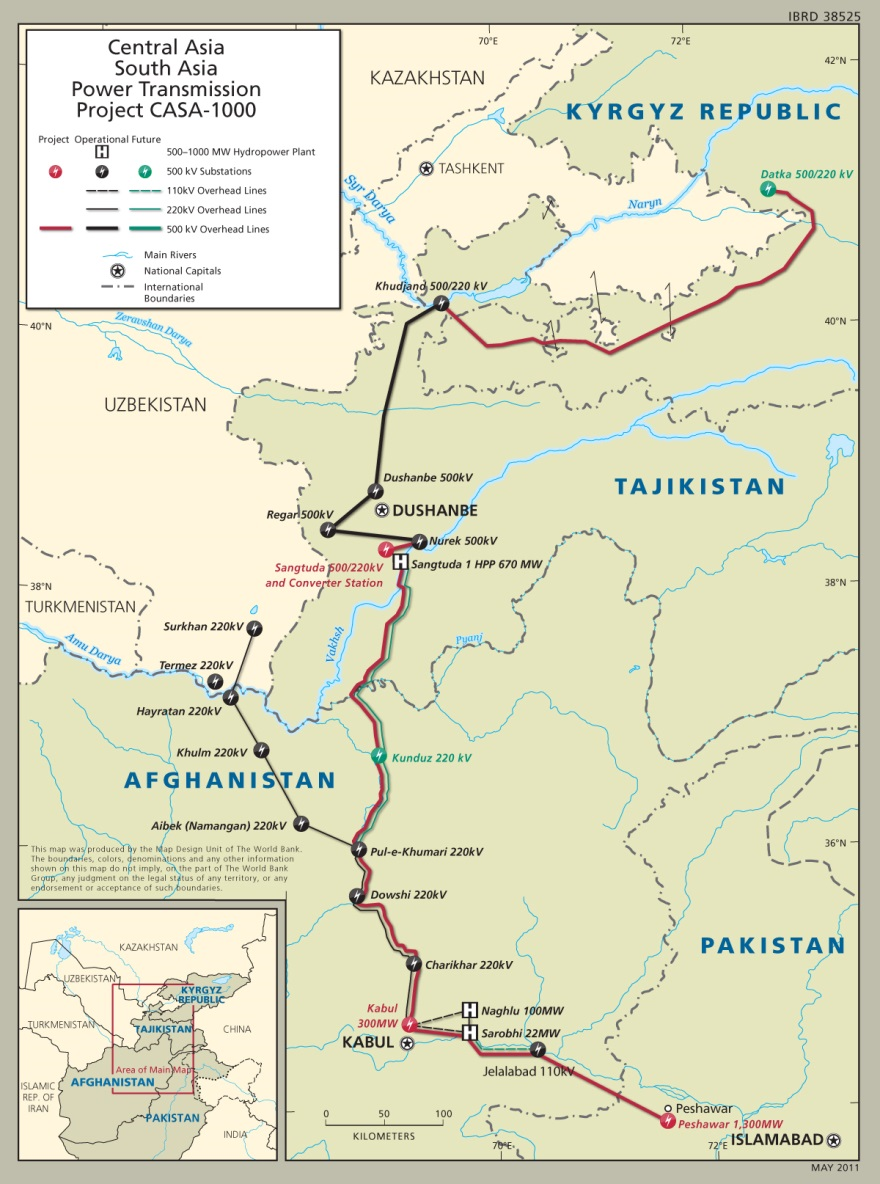 IBRD 38525
Central Asia
South Asia
Power Transmission
Project CASA-1000
Project Operational Future
H 500–1000 MW Hydropower Plant
500 kV Substations
110kV Overhead Lines
220kV Overhead Lines
500 kV Overhead Lines
Main Rivers
National Capitals
International
Boundaries
70°E
72°E
42°N
KAZAKHSTAN
KYRGYZ REPUBLIC
TASHKENT
Syr Darya
Naryn
Datka 500/220 kV
Khudjand 500/220 kV
40°N
40°N
Zeravshan Darya
UZBEKISTAN
Dushanbe 500kV
TAJIKISTAN
DUSHANBE
Regar 500kV
Nurek 500kV
Sangtuda 500/220kV
and Converter Station
H
Sangtuda 1 HPP 670 MW
38°N
38°N
TURKMENISTAN
Surkhan 220kV
Amu Darya
Vakhsh
Pyanj
Termez 220kV
Hayratan 220kV
Khulm 220kV
Kunduz 220 kV
AFGHANISTAN
Aibek (Namangan) 220kV
36°N
Pul-e-Khumari 220kV
This map was produced by the Map Design Unit of The World Bank.
The boundaries, colors, denominations and any other information
shown on this map do not imply, on the part of The World Bank
Group, any judgment on the legal status of any territory, or any
endorsement or acceptance of such boundaries.
Dowshi 220kV
PAKISTAN
Charikhar 220kV
Kabul
300MW
H Naghlu 100MW
H Sarobhi 22MW
KABUL
Jelalabad 110kV
Peshawar
Peshawar 1,300MW
0 50 100
KILOMETERS
70°E
72°E
ISLAMABAD
KAZAKHSTAN
UZBEKISTAN
KYRGYZ
REPUBLIC
TURKMENISTAN
TAJIKISTAN
CHINA
Area of Main Map
AFGHANISTAN
ISLAMIC
REP. OF
IRAN
PAKISTAN
INDIA
MAY 2011